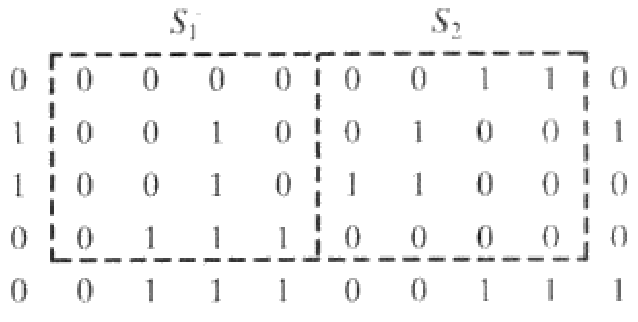 S₁ S₂
0 0 0 0 0 0 0 1 1 0
1 0 0 1 0 0 1 0 0 1
1 0 0 1 0 1 1 0 0 0
0 0 1 1 1 0 0 0 0 0
0 0 1 1 1 0 0 1 1 1